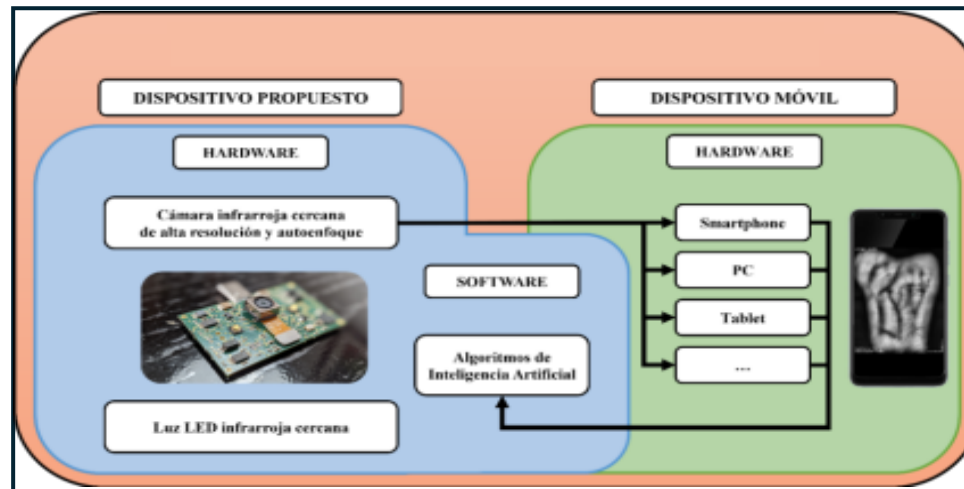 DISPOSITIVO PROPUESTO
HARDWARE
Cámara infrarroja cercana
de alta resolución y autoenfoque
SOFTWARE
Algoritmos de
Inteligencia Artificial
Luz LED infrarroja cercana
DISPOSITIVO MÓVIL
HARDWARE
Smartphone
PC
Tablet
...